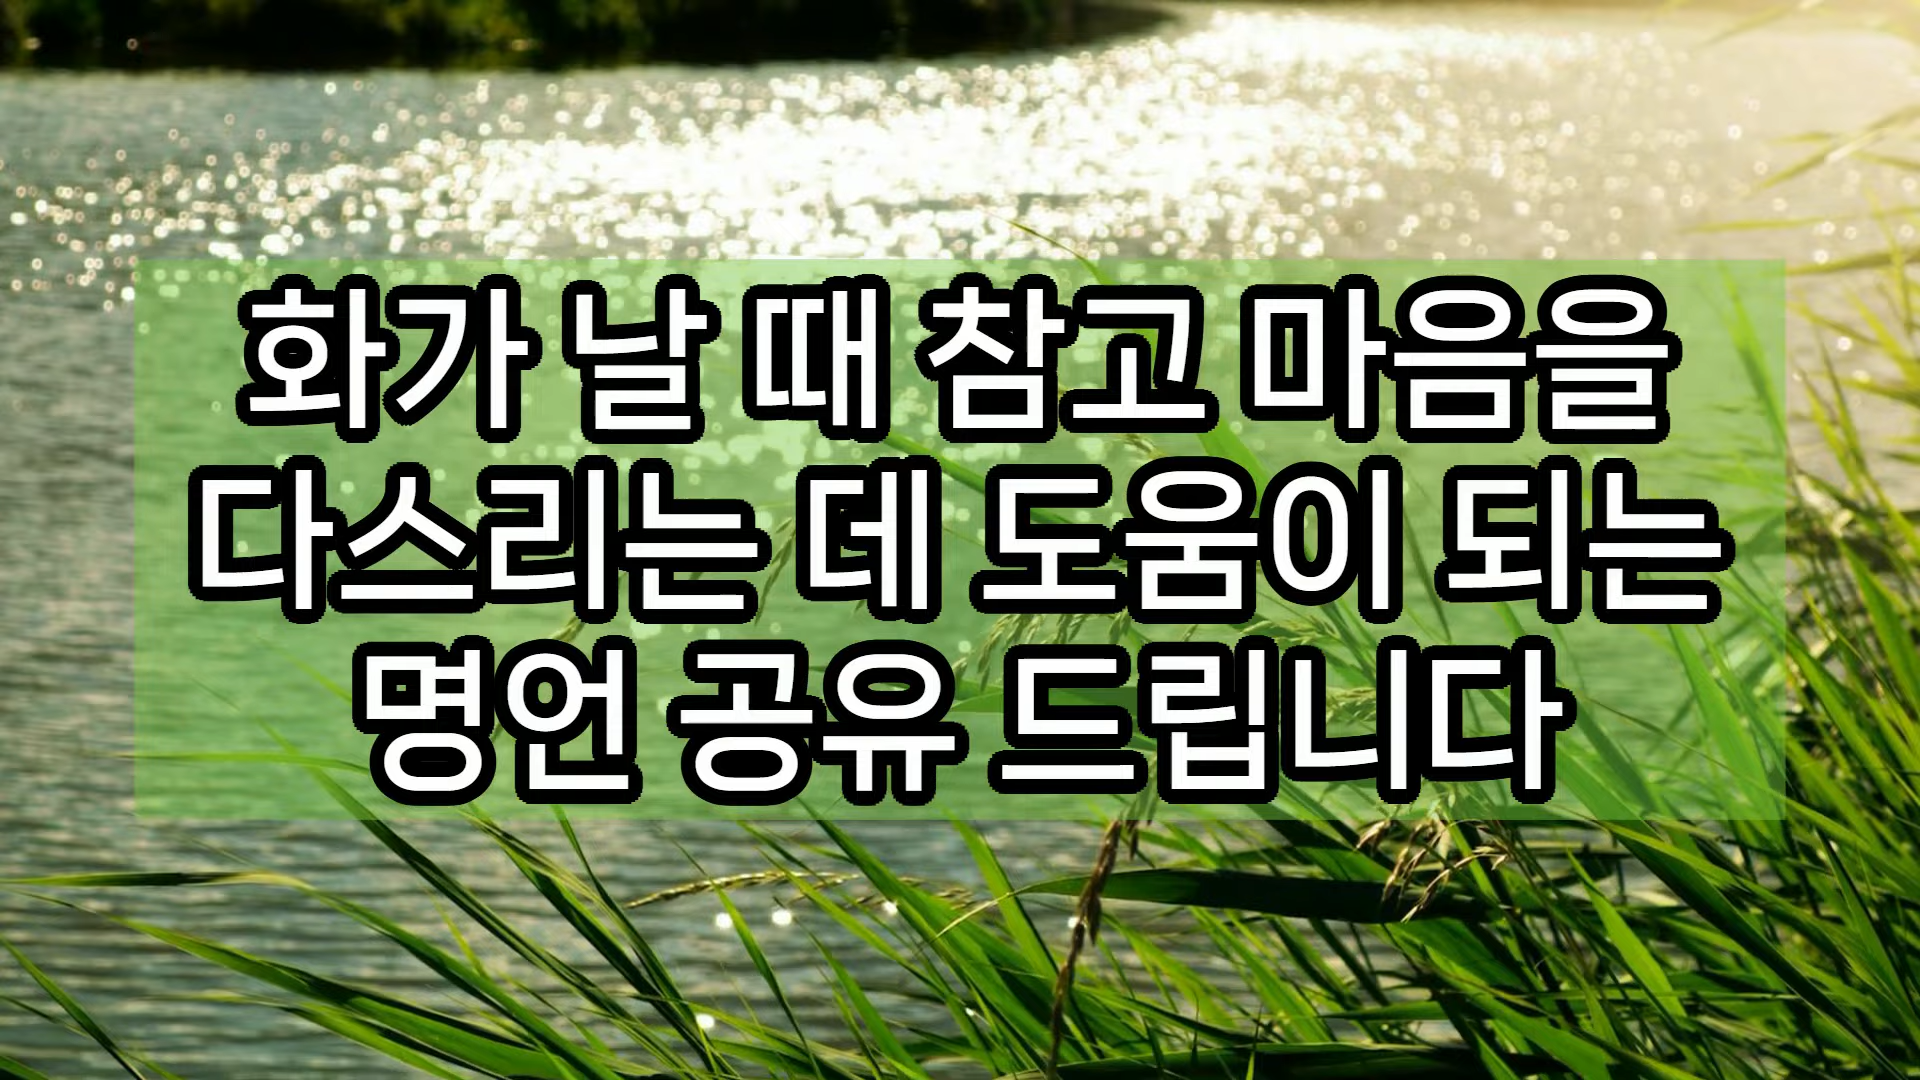 화가 날 때 참고 마음을
다스리는 데 도움이 되는
명언 공유 드립니다